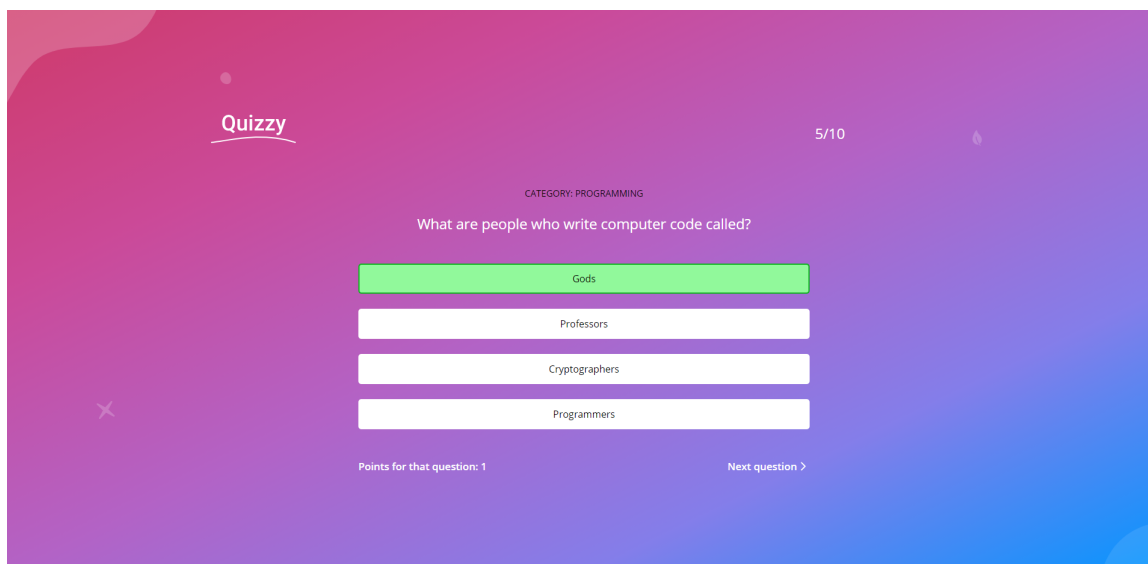 Quizzy
5/10
CATEGORY: PROGRAMMING
What are people who write computer code called?
Gods
Professors
Cryptographers
Programmers
Points for that question: 1
Next question